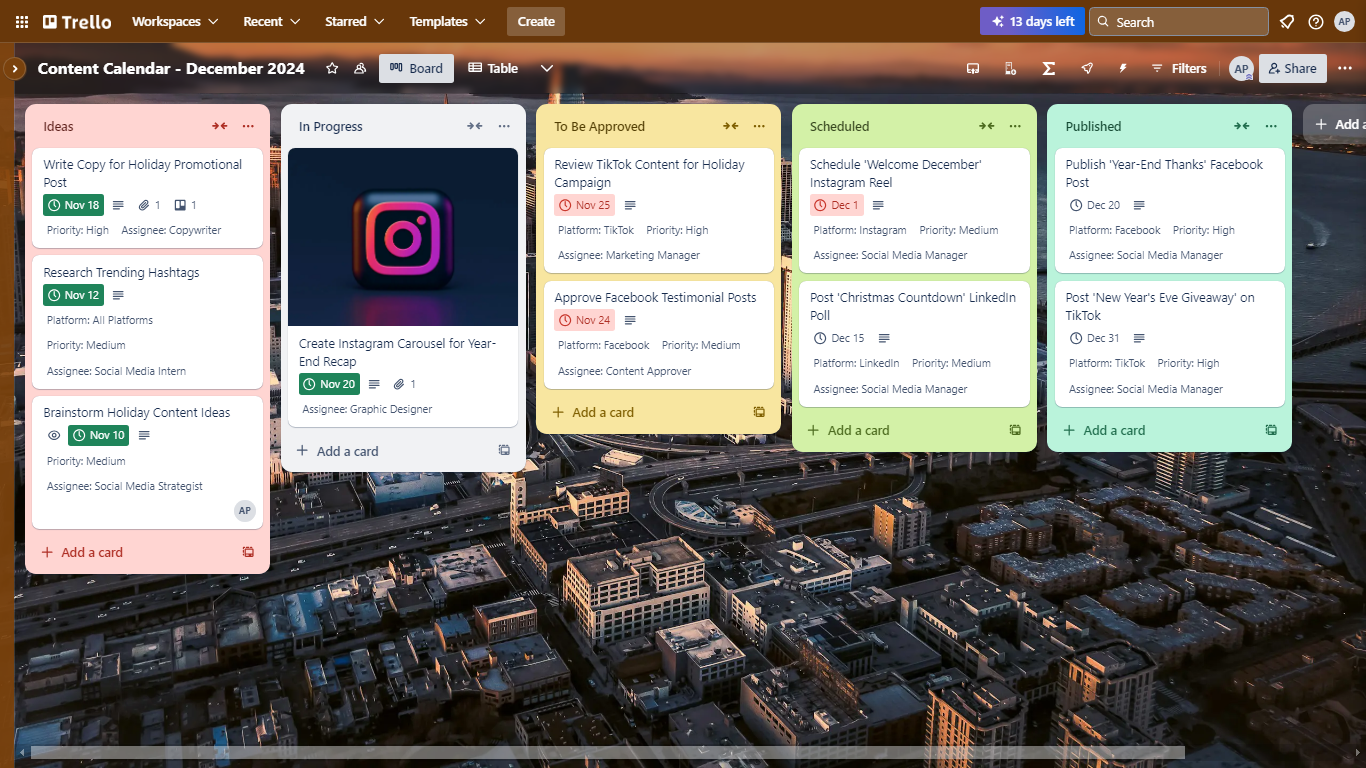 Trello
Workspaces
Recent
Starred
Templates
Create
13 days left
Search
AP
Content Calendar - December 2024
Board
Table
Filters
AP
Share
Ideas
Write Copy for Holiday Promotional
Post
Nov 18
1
1
Priority: High
Assignee: Copywriter
Research Trending Hashtags
Nov 12
Platform: All Platforms
Priority: Medium
Assignee: Social Media Intern
Brainstorm Holiday Content Ideas
Nov 10
Priority: Medium
Assignee: Social Media Strategist
AP
+ Add a card
In Progress
Create Instagram Carousel for Year-
End Recap
Nov 20
1
Assignee: Graphic Designer
+ Add a card
To Be Approved
Review TikTok Content for Holiday
Campaign
Nov 25
Platform: TikTok
Priority: High
Assignee: Marketing Manager
Approve Facebook Testimonial Posts
Nov 24
Platform: Facebook
Priority: Medium
Assignee: Content Approver
+ Add a card
Scheduled
Schedule 'Welcome December'
Instagram Reel
Dec 1
Platform: Instagram
Priority: Medium
Assignee: Social Media Manager
Post 'Christmas Countdown' LinkedIn
Poll
Dec 15
Platform: LinkedIn
Priority: Medium
Assignee: Social Media Manager
+ Add a card
Published
Publish 'Year-End Thanks' Facebook
Post
Dec 20
Platform: Facebook
Priority: High
Assignee: Social Media Manager
Post 'New Year's Eve Giveaway' on
TikTok
Dec 31
Platform: TikTok
Priority: High
Assignee: Social Media Manager
+ Add a card
+ Add a